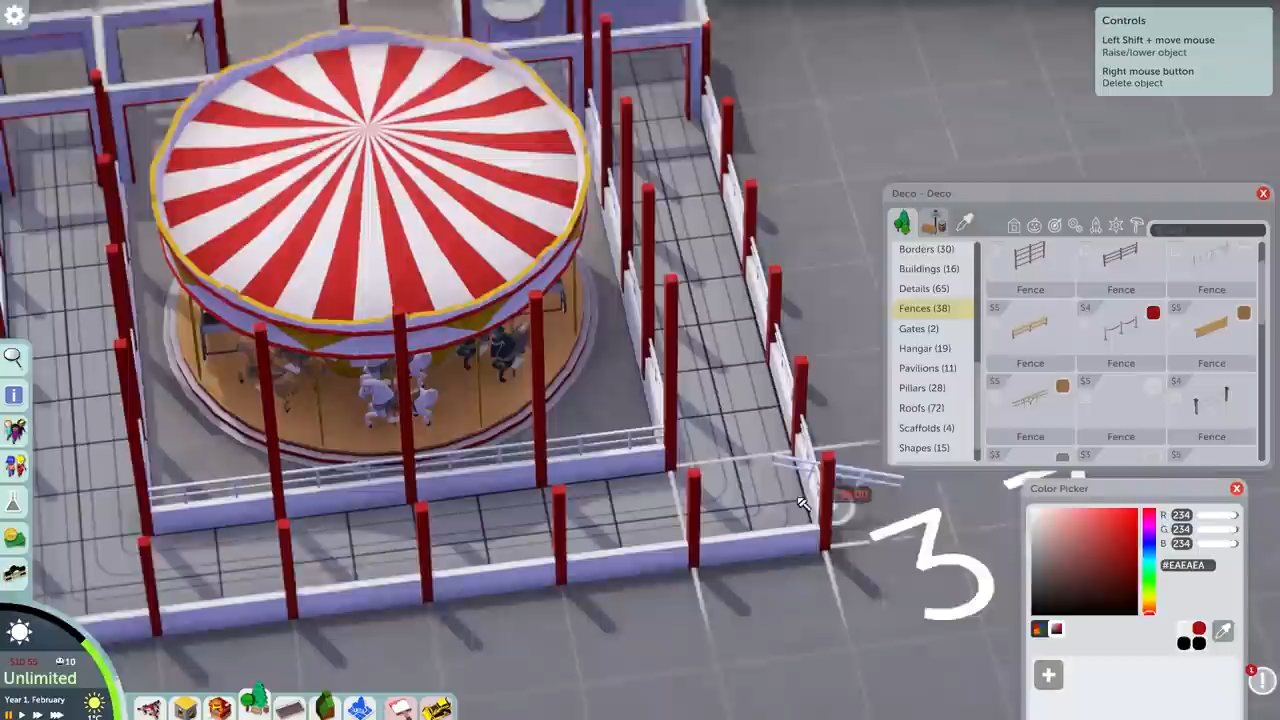 Controls
Left Shift + move mouse
Raise/lower object
Right mouse button
Delete object
Deco - Deco
Borders (30)
Buildings (16)
Details (65)
Fences (38)
Gates (2)
Hangar (19)
Pavilions (11)
Pillars (28)
Roofs (72)
Scaffolds (4)
Shapes (15)
Fence Fence Fence
$5 $4 $5
Fence Fence Fence
$5 $5 $4
Fence Fence Fence
$3 $3 $5
Color Picker
R 234
G 234
B 234
#EAEAEA
3
10
Unlimited
Year 1, February
1